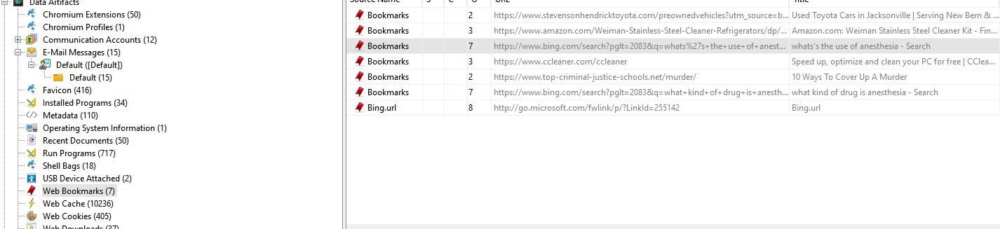 Data Artifacts
Chromium Extensions (50)
Chromium Profiles (1)
Communication Accounts (12)
E-Mail Messages (15)
Default ([Default])
Default (15)
Favicon (416)
Installed Programs (34)
Metadata (110)
Operating System Information (1)
Recent Documents (50)
Run Programs (717)
Shell Bags (18)
USB Device Attached (2)
Web Bookmarks (7)
Web Cache (10236)
Web Cookies (405)
Web Downloads (37)
Source Name S C O URL Title
Bookmarks 2 https://www.stevensonhendricktoyota.com/preownedvehicles?utm_source=b... Used Toyota Cars in Jacksonville | Serving New Bern & ...
Bookmarks 3 https://www.amazon.com/Weiman-Stainless-Steel-Cleaner-Refrigerators/dp/... Amazon.com: Weiman Stainless Steel Cleaner Kit - Fin...
Bookmarks 7 https://www.bing.com/search?pglt=2083&q=whats%27s+the+use+of+anest... whats's the use of anesthesia - Search
Bookmarks 3 https://www.ccleaner.com/ccleaner Speed up, optimize and clean your PC for free | CClea...
Bookmarks 2 https://www.top-criminal-justice-schools.net/murder/ 10 Ways To Cover Up A Murder
Bookmarks 7 https://www.bing.com/search?pglt=2083&q=what+kind+of+drug+is+anesth... what kind of drug is anesthesia - Search
Bing.url 8 http://go.microsoft.com/fwlink/p/?LinkId=255142 Bing.url